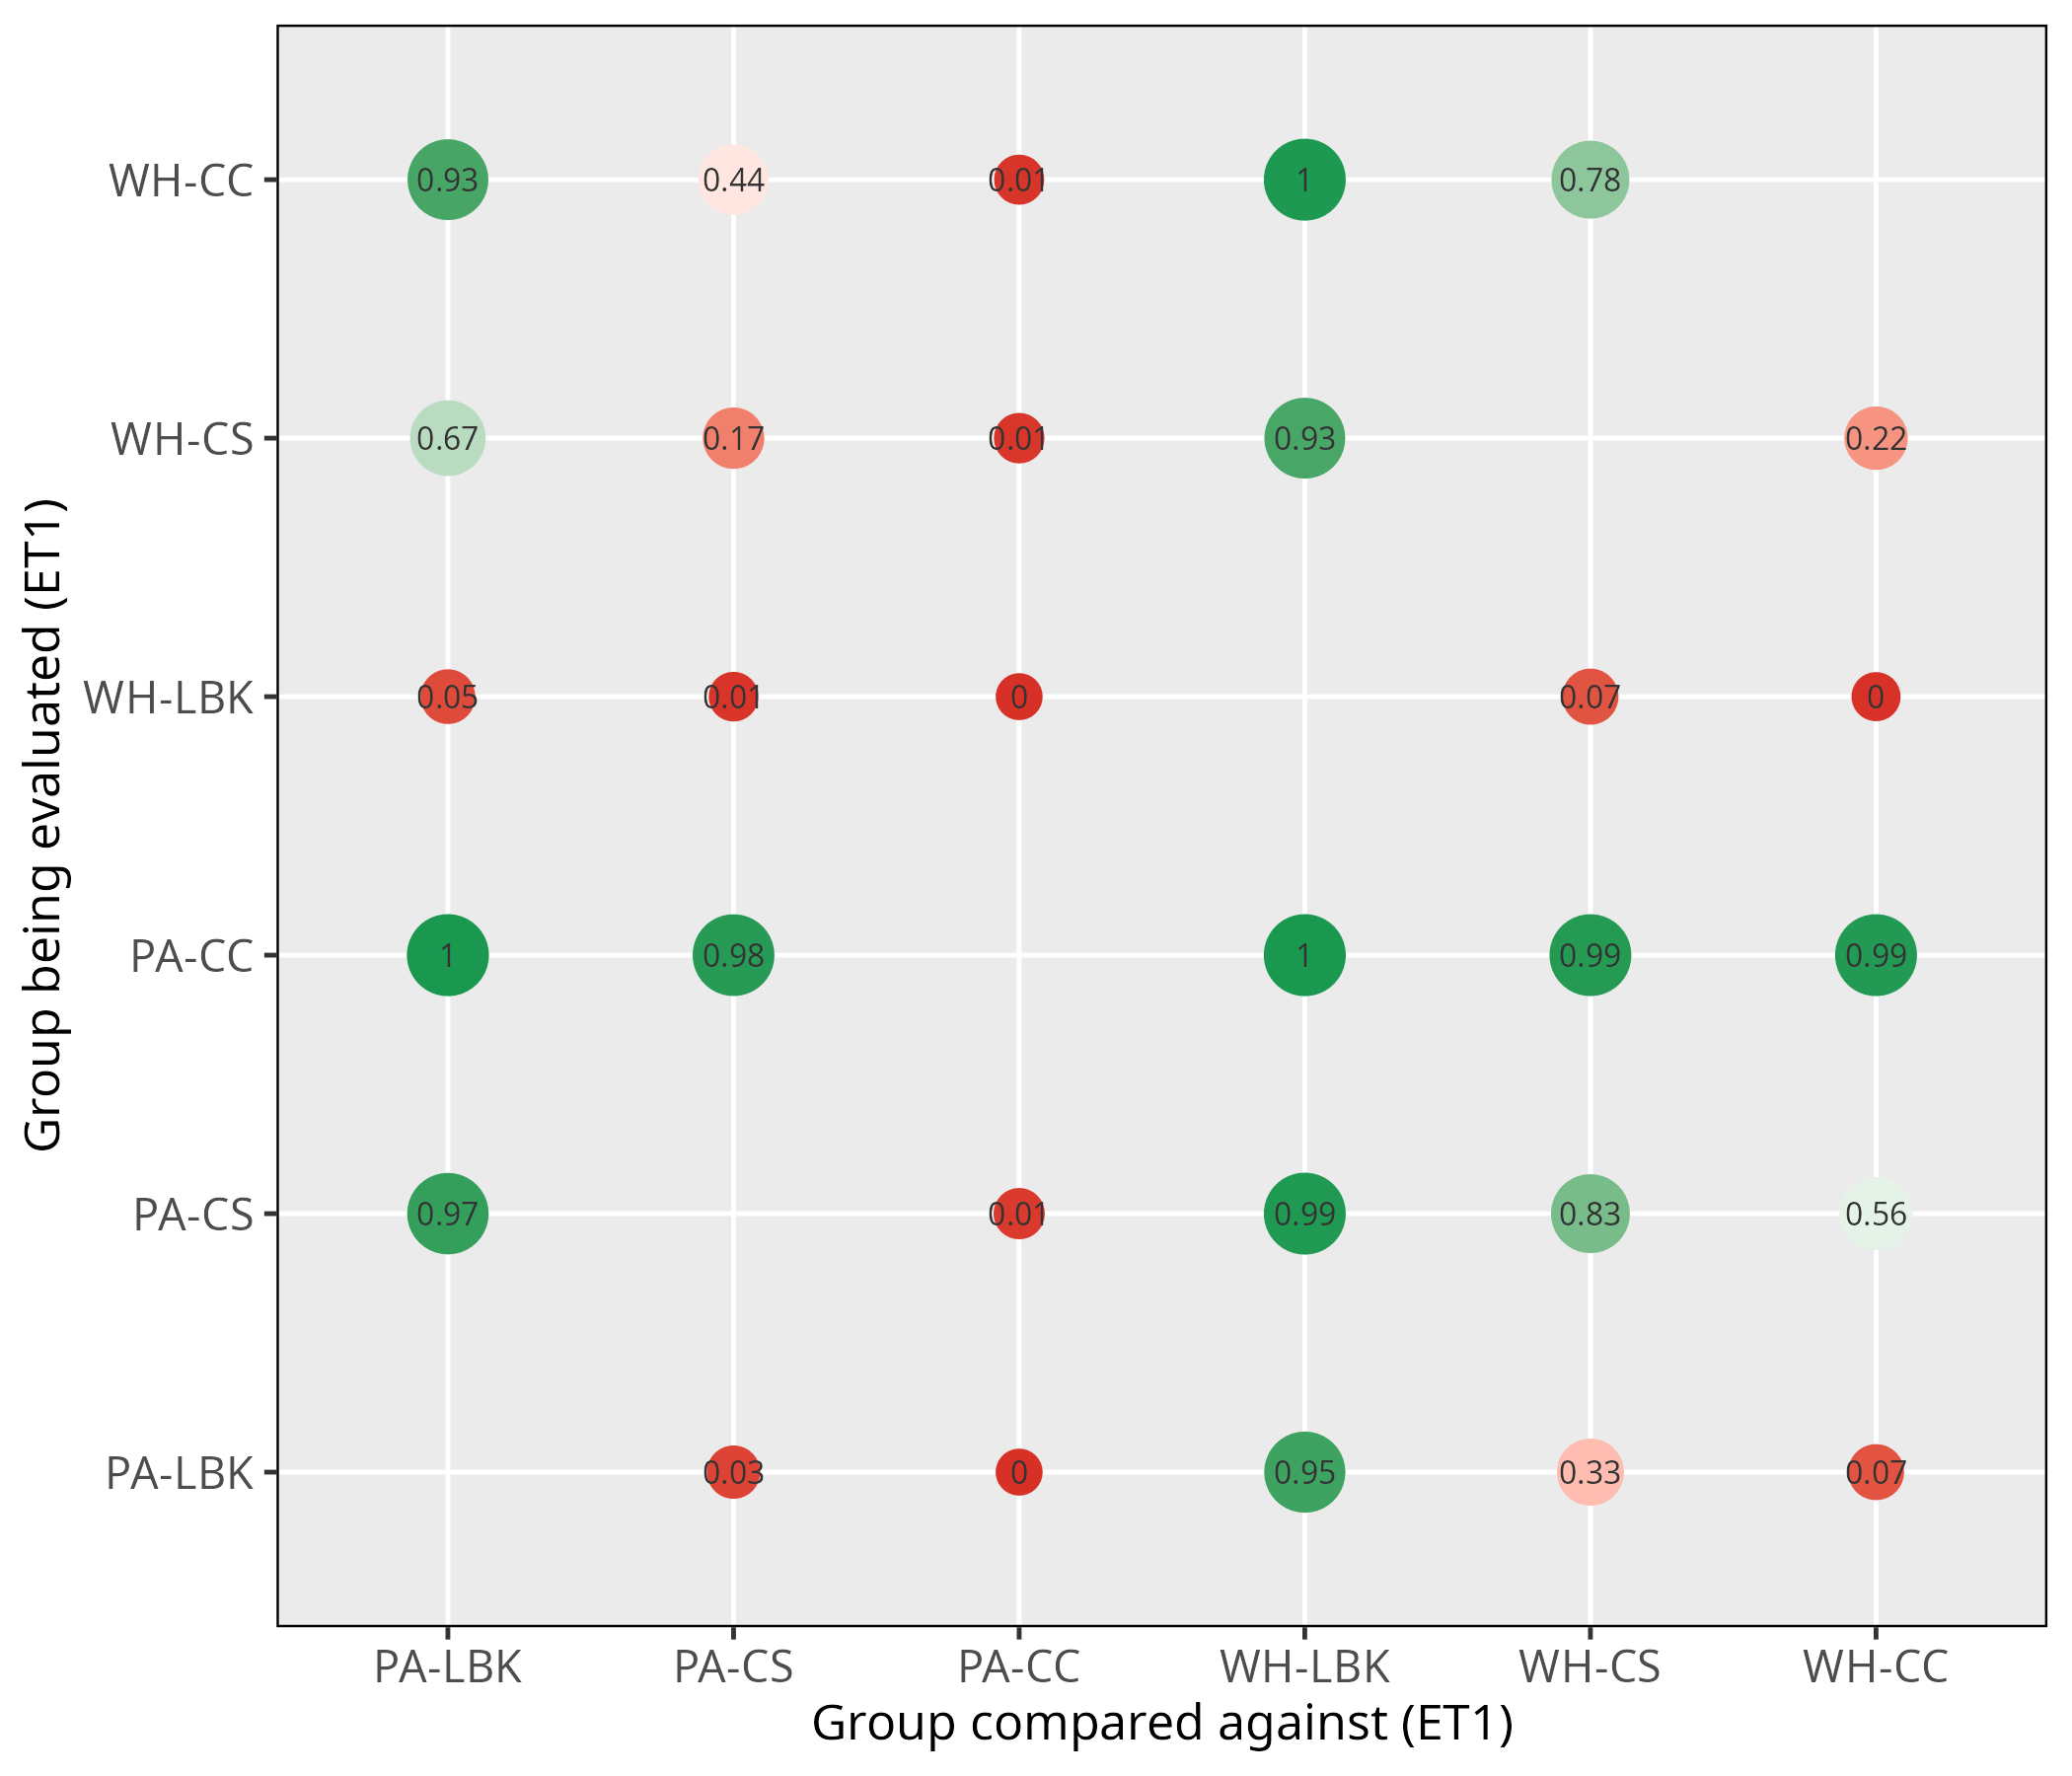 Group being evaluated (ET1)
WH-CC 0.93 0.44 0.01 1 0.78
WH-CS 0.67 0.17 0.01 0.93 0.22
WH-LBK 0.05 0.01 0 0.07 0
PA-CC 1 0.98 1 0.99 0.99
PA-CS 0.97 0.01 0.99 0.83 0.56
PA-LBK 0.03 0 0.95 0.33 0.07
PA-LBK PA-CS PA-CC WH-LBK WH-CS WH-CC
Group compared against (ET1)